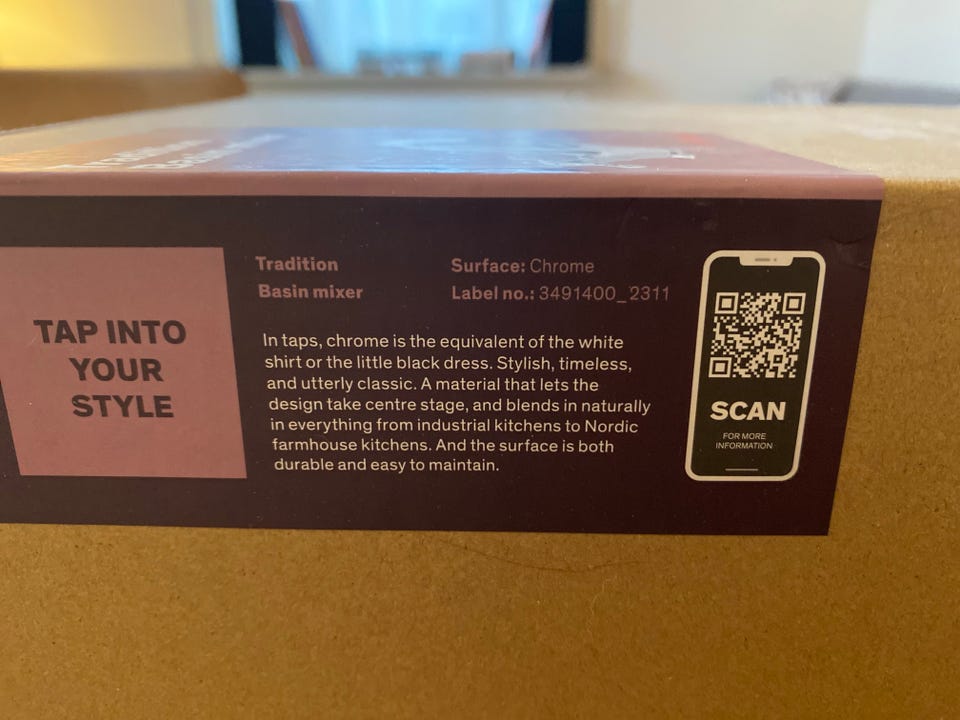 Tradition
TAP INTO
YOUR
STYLE
Tradition
Basin mixer
Surface: Chrome
Label no.: 3491400_2311
In taps, chrome is the equivalent of the white
shirt or the little black dress. Stylish, timeless,
and utterly classic. A material that lets the
design take centre stage, and blends in naturally
in everything from industrial kitchens to Nordic
farmhouse kitchens. And the surface is both
durable and easy to maintain.
SCAN
FOR MORE
INFORMATION